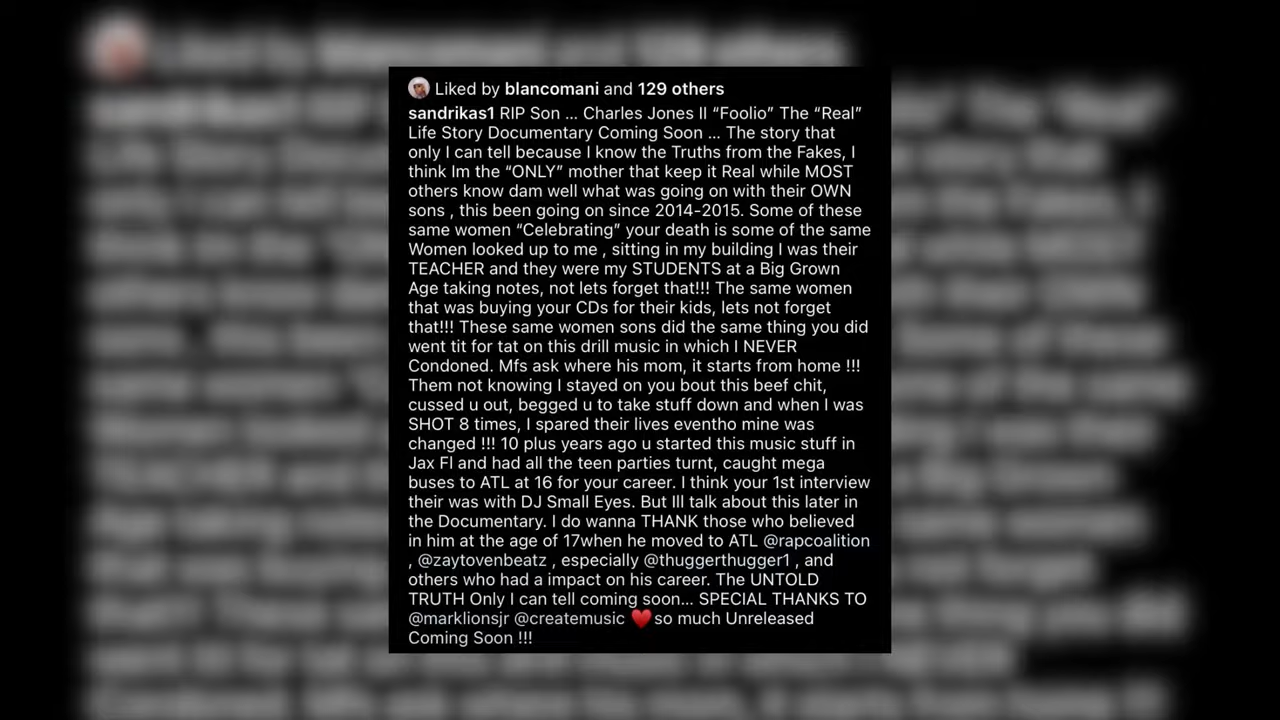 Liked by blancomani and 129 others
sandrikas1 RIP Son ... Charles Jones II “Foolio” The “Real”
Life Story Documentary Coming Soon ... The story that
only I can tell because I know the Truths from the Fakes, I
think Im the “ONLY” mother that keep it Real while MOST
others know dam well what was going on with their OWN
sons , this been going on since 2014-2015. Some of these
same women “Celebrating” your death is some of the same
Women looked up to me , sitting in my building I was their
TEACHER and they were my STUDENTS at a Big Grown
Age taking notes, not lets forget that!!! The same women
that was buying your CDs for their kids, lets not forget
that!!! These same women sons did the same thing you did
went tit for tat on this drill music in which I NEVER
Condoned. Mfs ask where his mom, it starts from home !!!
Them not knowing I stayed on you bout this beef chit,
cussed u out, begged u to take stuff down and when I was
SHOT 8 times, I spared their lives eventho mine was
changed !!! 10 plus years ago u started this music stuff in
Jax Fl and had all the teen parties turnt, caught mega
buses to ATL at 16 for your career. I think your 1st interview
their was with DJ Small Eyes. But Ill talk about this later in
the Documentary. I do wanna THANK those who believed
in him at the age of 17when he moved to ATL @rapcoalition
, @zaytovenbeatz , especially @thuggerthugger1 , and
others who had a impact on his career. The UNTOLD
TRUTH Only I can tell coming soon... SPECIAL THANKS TO
@marklionsjr @createmusic ❤️so much Unreleased
Coming Soon !!!